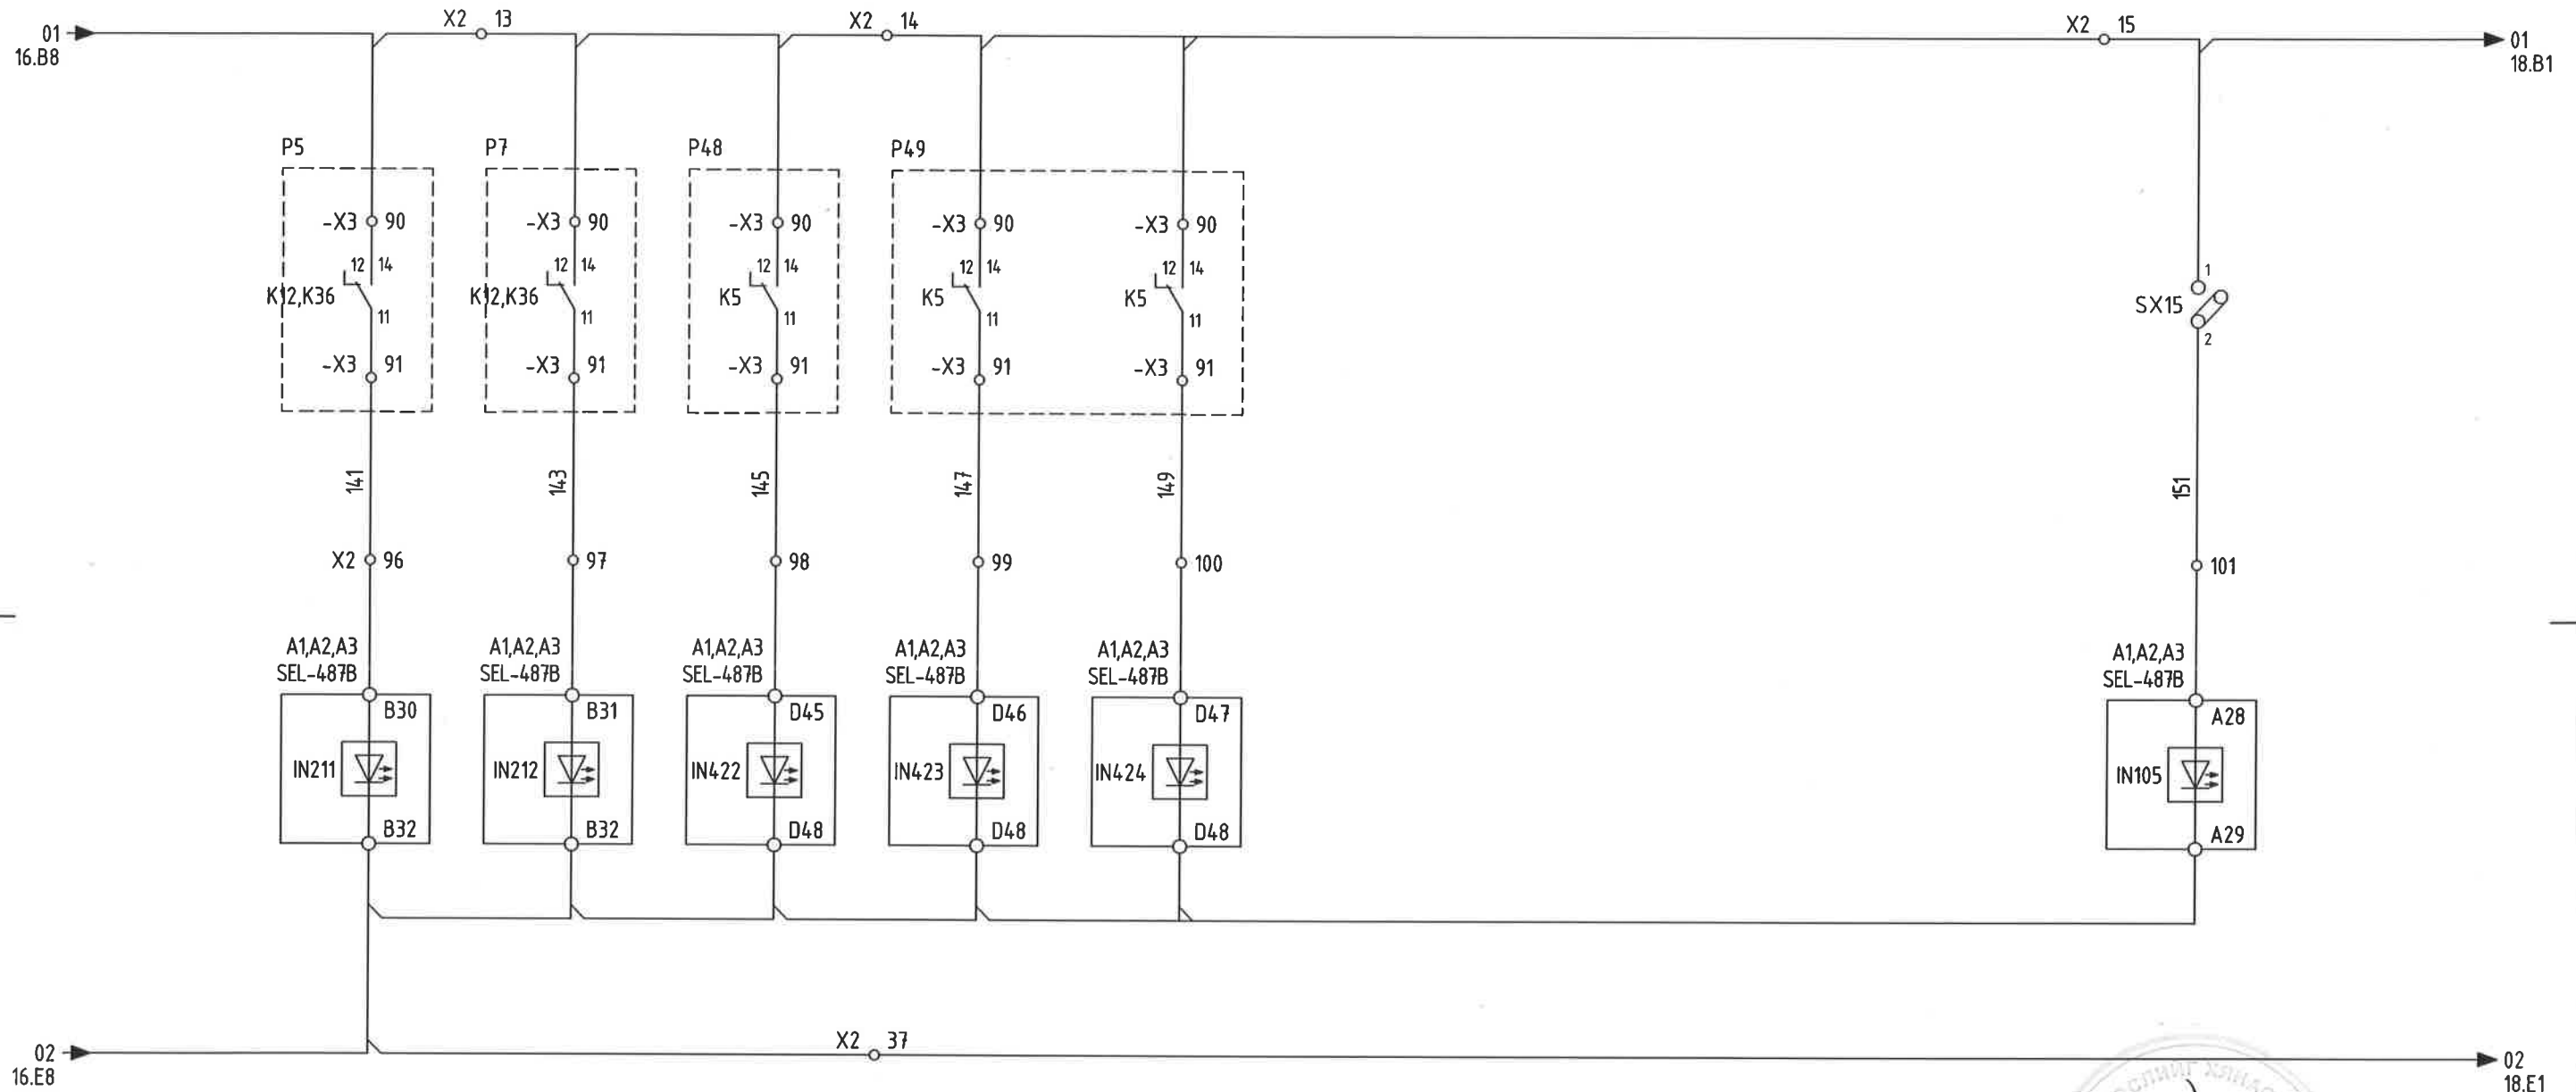 X2 13
X2 14
X2 15
01
16.B8
01
18.B1
P5
P7
P48
P49
-X3 90
-X3 90
-X3 90
-X3 90
-X3 90
12 14
12 14
12 14
12 14
12 14
1
K12,K36
K12,K36
K5
K5
K5
SX15
11
11
11
11
11
2
-X3 91
-X3 91
-X3 91
-X3 91
-X3 91
141
143
145
147
149
151
X2 96
97
98
99
100
101
A1,A2,A3
SEL-487B
A1,A2,A3
SEL-487B
A1,A2,A3
SEL-487B
A1,A2,A3
SEL-487B
A1,A2,A3
SEL-487B
A1,A2,A3
SEL-487B
B30
B31
D45
D46
D47
A28
IN211
IN212
IN422
IN423
IN424
IN105
B32
B32
D48
D48
D48
A29
X2 37
02
16.E8
02
18.E1